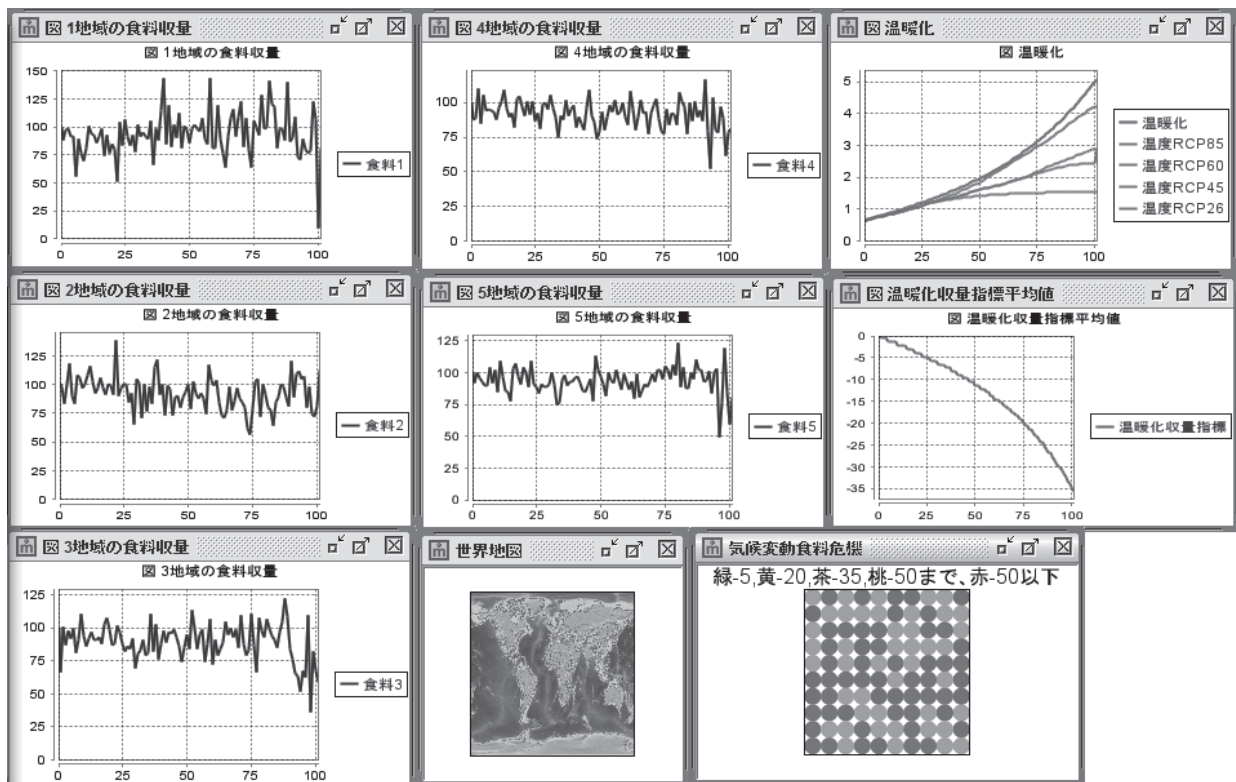 図 1地域の食料収量
図 1地域の食料収量
150
125
100
75
50
25
0
0 25 50 75 100
食料1
図 4地域の食料収量
図 4地域の食料収量
100
75
50
25
0
0 25 50 75 100
食料4
図 温暖化
図 温暖化
5
4
3
2
1
0
0 25 50 75 100
温暖化
温度RCP85
温度RCP60
温度RCP45
温度RCP26
図 2地域の食料収量
図 2地域の食料収量
125
100
75
50
25
0
0 25 50 75 100
食料2
図 5地域の食料収量
図 5地域の食料収量
125
100
75
50
25
0
0 25 50 75 100
食料5
図 温暖化収量指標平均値
図 温暖化収量指標平均値
0
-5
-10
-15
-20
-25
-30
-35
0 25 50 75 100
温暖化収量指標
図 3地域の食料収量
図 3地域の食料収量
125
100
75
50
25
0
0 25 50 75 100
食料3
世界地図
気候変動食料危機
緑-5,黄-20,茶-35,桃-50まで、赤-50以下